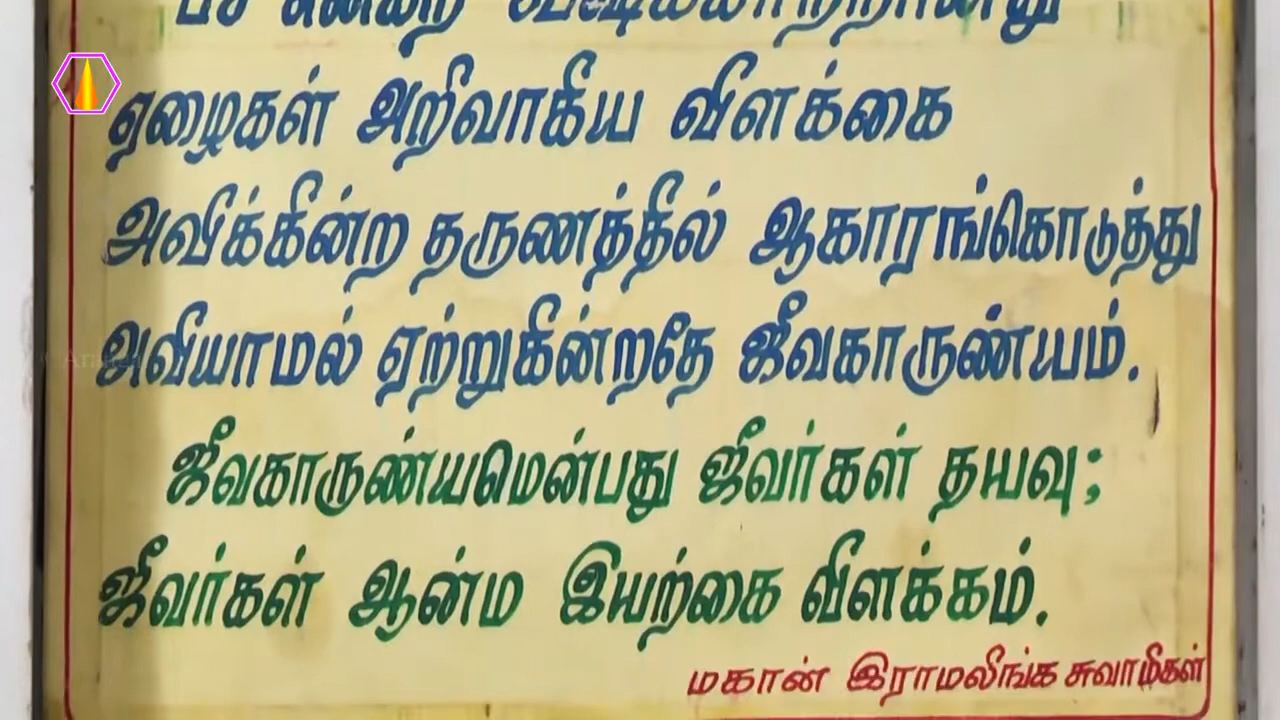 ஏழைகள் அறிவாகிய விளக்கை
அவிக்கின்ற தருணத்தில் ஆகாரங்கொடுத்து
அவியாமல் ஏற்றுகின்றதே ஜீவகாருண்யம்.
ஜீவகாருண்யமென்பது ஜீவர்கள் தயவு;
ஜீவர்கள் ஆன்ம இயற்கை விளக்கம்.
மகான் இராமலிங்க சுவாமிகள்